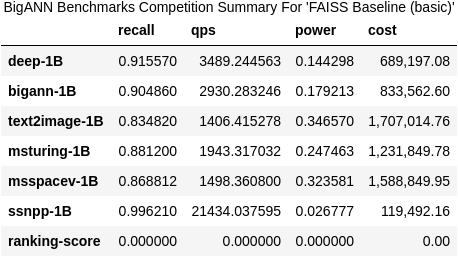 BigANN Benchmarks Competition Summary For 'FAISS Baseline (basic)'
recall qps power cost
deep-1B 0.915570 3489.244563 0.144298 689,197.08
bigann-1B 0.904860 2930.283246 0.179213 833,562.60
text2image-1B 0.834820 1406.415278 0.346570 1,707,014.76
msturing-1B 0.881200 1943.317032 0.247463 1,231,849.78
msspacev-1B 0.868812 1498.360800 0.323581 1,588,849.95
ssnpp-1B 0.996210 21434.037595 0.026777 119,492.16
ranking-score 0.000000 0.000000 0.000000 0.00